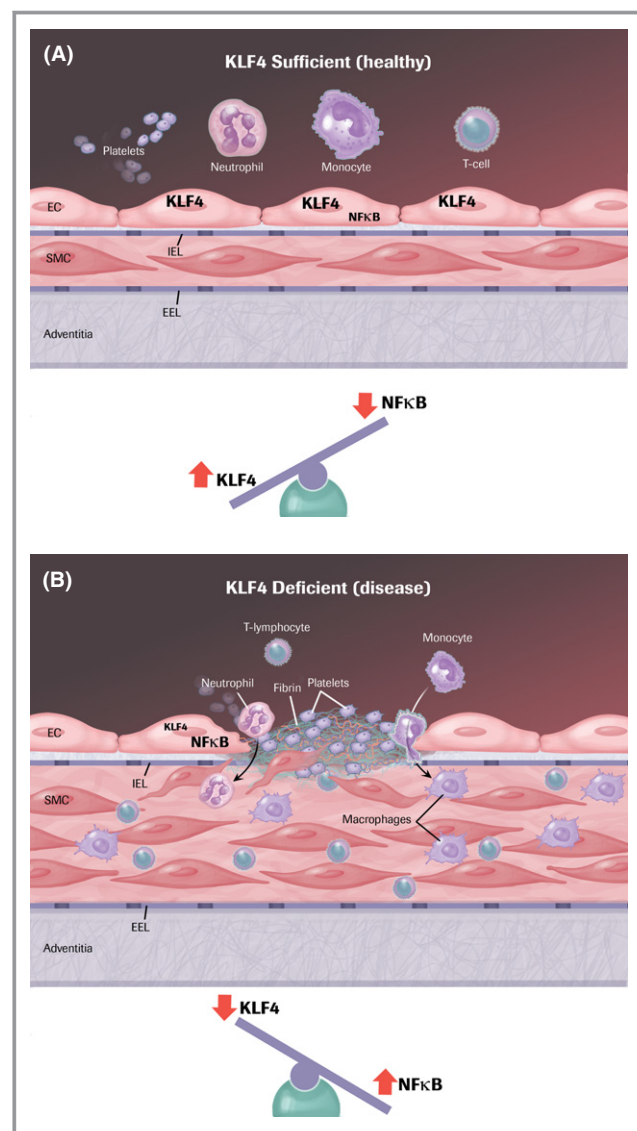 (A)
KLF4 Sufficient (healthy)
Platelets
Neutrophil
Monocyte
T-cell
EC
KLF4
KLF4
NFκB
KLF4
IEL
SMC
EEL
Adventitia
NFκB
KLF4
(B)
KLF4 Deficient (disease)
T-lymphocyte
Monocyte
Neutrophil
Fibrin
Platelets
EC
KLF4
NFκB
IEL
SMC
Macrophages
EEL
Adventitia
KLF4
NFκB